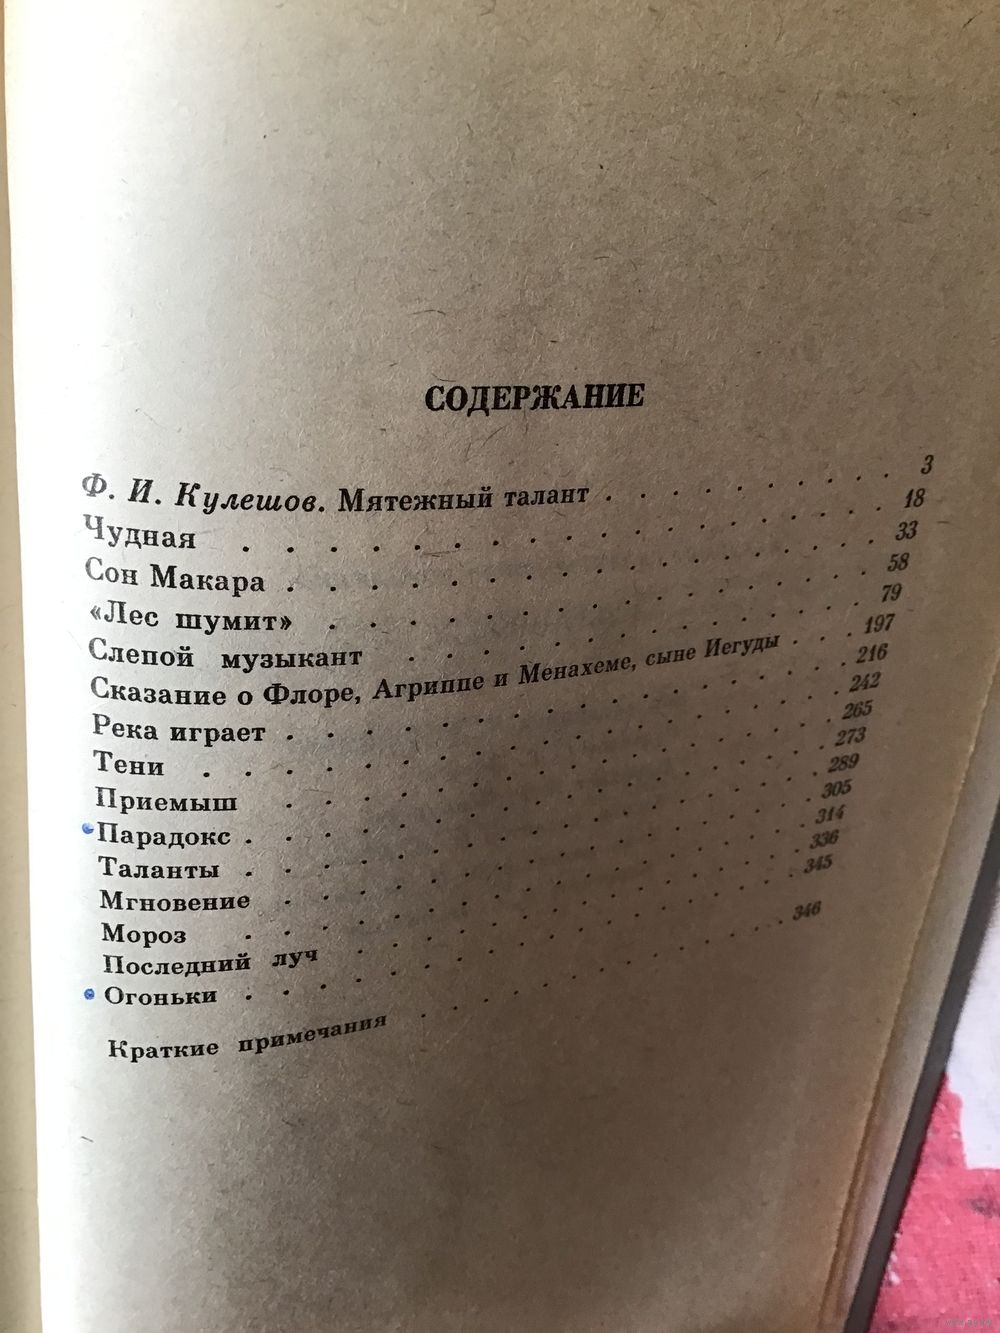 СОДЕРЖАНИЕ
Ф. И. Кулешов. Мятежный талант . . . . . . . . 3
Чудная . . . . . . . . . . . . . . . 18
Сон Макара . . . . . . . . . . . . . . 33
«Лес шумит» . . . . . . . . . . . . . 58
Слепой музыкант . . . . . . . . . . . 79
Сказание о Флоре, Агриппе и Менахеме, сыне Иегуды . . . 197
Река играет . . . . . . . . . . . . . 216
Тени . . . . . . . . . . . . . . . 242
Приемыш . . . . . . . . . . . . . 265
Парадокс . . . . . . . . . . . . . . 273
Таланты . . . . . . . . . . . . . . 289
Мгновение . . . . . . . . . . . . . 305
Мороз . . . . . . . . . . . . . . 314
Последний луч . . . . . . . . . . . 336
Огоньки . . . . . . . . . . . . . . 345
Краткие примечания . . . . . . . . . . 346